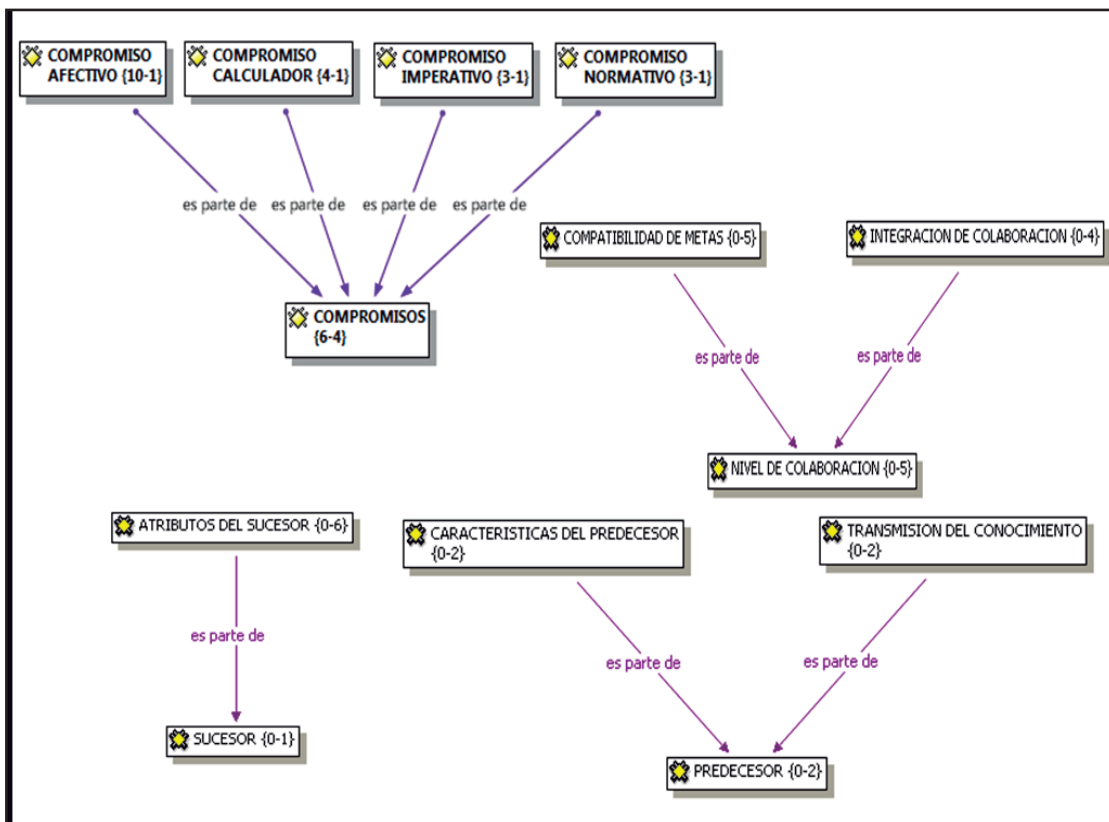 COMPROMISO
AFECTIVO {10-1}
COMPROMISO
CALCULADOR {4-1}
COMPROMISO
IMPERATIVO {3-1}
COMPROMISO
NORMATIVO {3-1}
es parte de
es parte de
es parte de
es parte de
COMPROMISOS
{6-4}
COMPATIBILIDAD DE METAS {0-5}
INTEGRACION DE COLABORACION {0-4}
es parte de
es parte de
NIVEL DE COLABORACION {0-5}
ATRIBUTOS DEL SUCESOR {0-6}
es parte de
SUCESOR {0-1}
CARACTERISTICAS DEL PREDECESOR
{0-2}
TRANSMISION DEL CONOCIMIENTO
{0-2}
es parte de
es parte de
PREDECESOR {0-2}